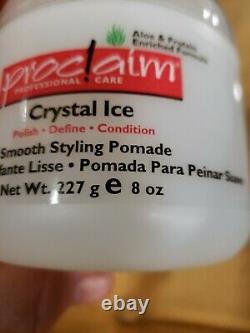 Aloe & Protein
Enriched Formula
proclaim®
PROFESSIONAL CARE
Crystal Ice
Polish • Define • Condition
Smooth Styling Pomade
fante Lisse • Pomada Para Peinar Suave
Net Wt. 227 g e 8 oz